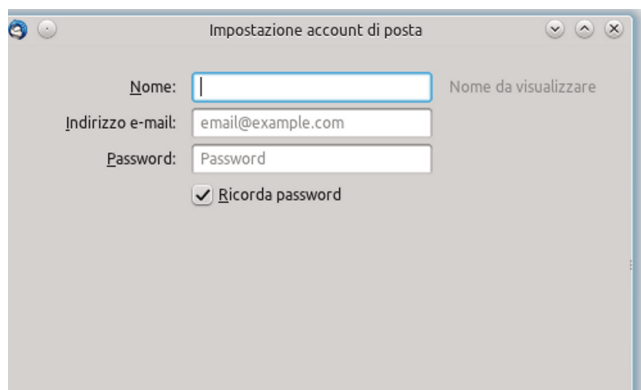 Impostazione account di posta
Nome: Nome da visualizzare
Indirizzo e-mail: email@example.com
Password: Password
Ricorda password